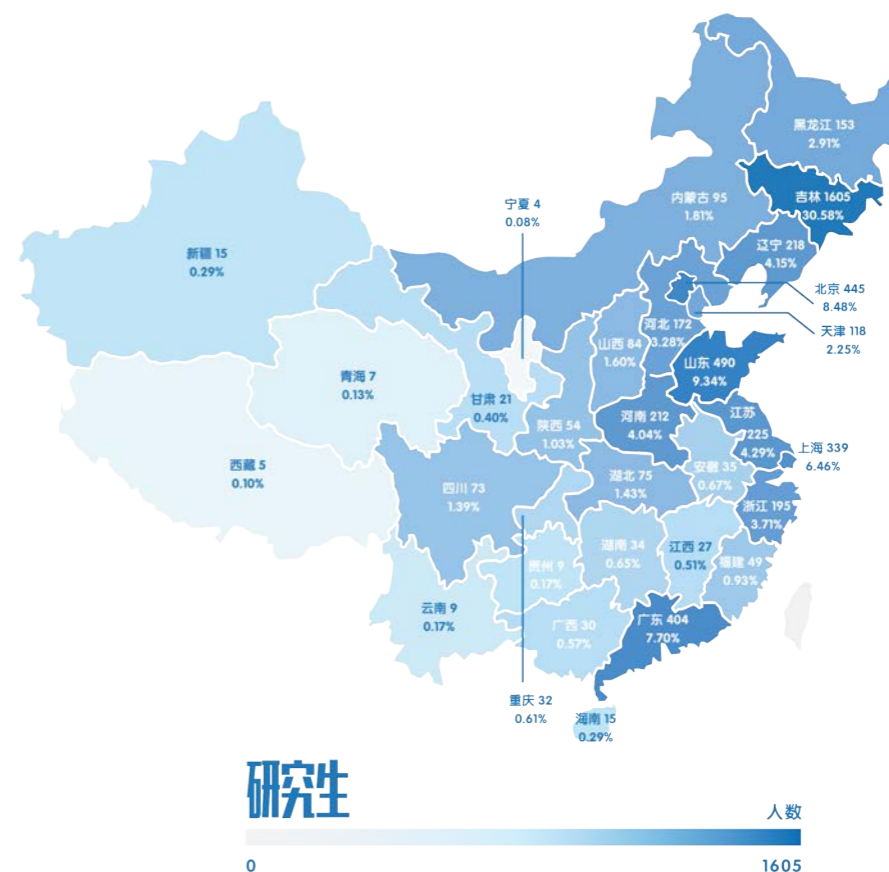 黑龙江 153
2.91%
内蒙古 95
1.81%
吉林 1605
30.58%
宁夏 4
0.08%
辽宁 218
4.15%
新疆 15
0.29%
北京 445
8.48%
天津 118
2.25%
河北 172
3.28%
山西 84
1.60%
山东 490
9.34%
青海 7
0.13%
甘肃 21
0.40%
河南 212
4.04%
江苏
225
4.29%
陕西 54
1.03%
上海 339
6.46%
西藏 5
0.10%
四川 73
1.39%
湖北 75
1.43%
安徽 35
0.67%
浙江 195
3.71%
湖南 34
0.65%
江西 27
0.51%
福建 49
0.93%
贵州 9
0.17%
云南 9
0.17%
广西 30
0.57%
广东 404
7.70%
重庆 32
0.61%
海南 15
0.29%
研究生
人数
0
1605